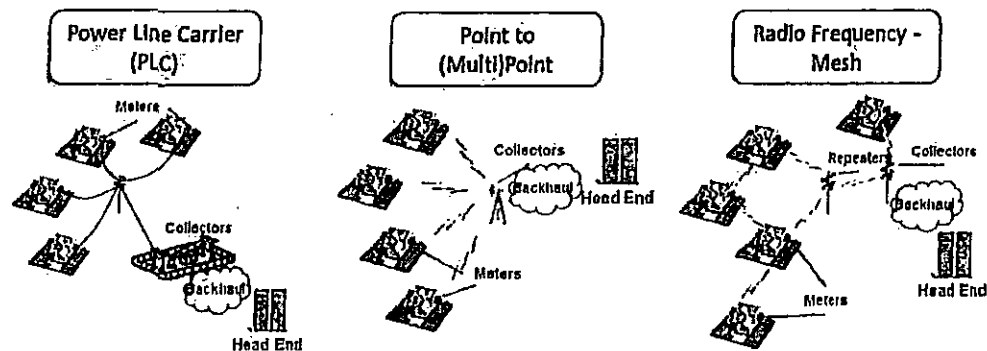 Power Line Carrier
(PLC)
Meters
Collectors
Backhaul
Head End
Point to
(Multi)Point
Collectors
Backhaul
Head End
Meters
Radio Frequency -
Mesh
Repeaters
Collectors
Backhaul
Head End
Meters